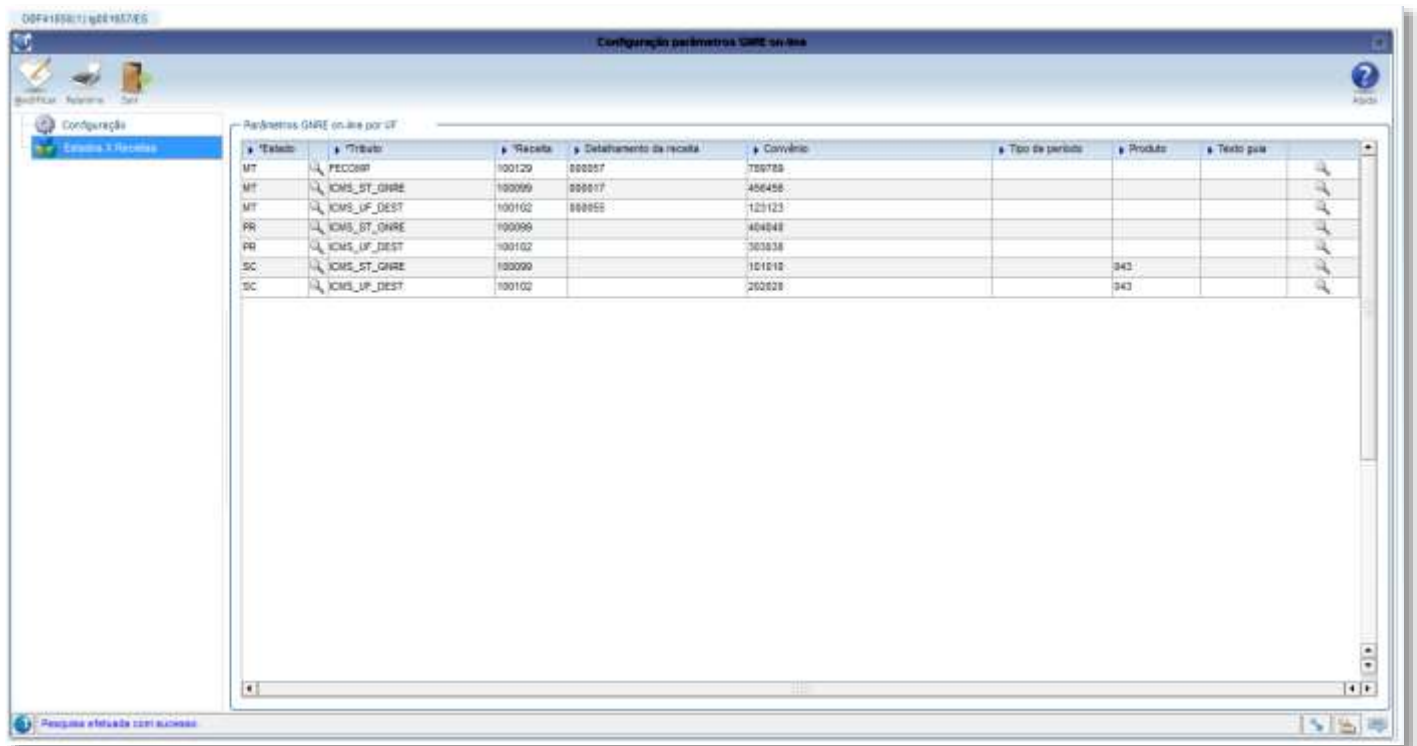 Configuração parâmetros GNRE on-line
Modificar Relatório Sair Ajuda
Configuração
Estados X Receitas
Parâmetros GNRE on-line por UF
*Estado *Tributo *Receita Detalhamento da receita Convênio Tipo de período Produto Texto guia
MT FECOMP 100129 000057 789789
MT ICMS_ST_GNRE 100099 000017 456456
MT ICMS_UF_DEST 100102 000055 123123
PR ICMS_ST_GNRE 100099 404040
PR ICMS_UF_DEST 100102 303030
SC ICMS_ST_GNRE 100099 101010 043
SC ICMS_UF_DEST 100102 202020 043
Pesquisa efetuada com sucesso.